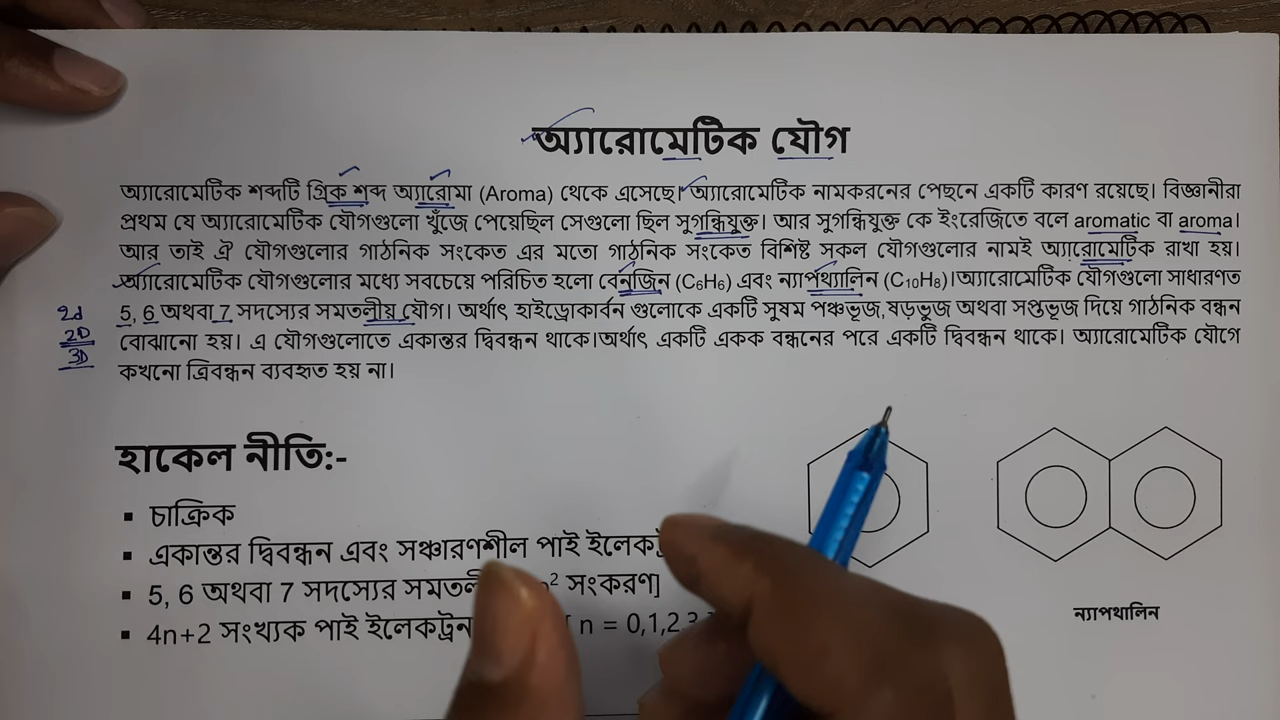 অ্যারোমেটিক যৌগ
অ্যারোমেটিক শব্দটি গ্রিক শব্দ অ্যারোমা (Aroma) থেকে এসেছে। অ্যারোমেটিক নামকরনের পেছনে একটি কারণ রয়েছে। বিজ্ঞানীরা
প্রথম যে অ্যারোমেটিক যৌগগুলো খুঁজে পেয়েছিল সেগুলো ছিল সুগন্ধিযুক্ত। আর সুগন্ধিযুক্ত কে ইংরেজিতে বলে aromatic বা aroma।
আর তাই ঐ যৌগগুলোর গাঠনিক সংকেত এর মতো গাঠনিক সংকেত বিশিষ্ট সকল যৌগগুলোর নামই অ্যারোমেটিক রাখা হয়।
অ্যারোমেটিক যৌগগুলোর মধ্যে সবচেয়ে পরিচিত হলো বেনজিন (C₆H₆) এবং ন্যাপথ্যালিন (C₁₀H₈)।অ্যারোমেটিক যৌগগুলো সাধারণত
2d 5, 6 অথবা 7 সদস্যের সমতলীয় যৌগ। অর্থাৎ হাইড্রোকার্বন গুলোকে একটি সুষম পঞ্চভূজ,ষড়ভূজ অথবা সপ্তভূজ দিয়ে গাঠনিক বন্ধন
2D বোঝানো হয়। এ যৌগগুলোতে একান্তর দ্বিবন্ধন থাকে।অর্থাৎ একটি একক বন্ধনের পরে একটি দ্বিবন্ধন থাকে। অ্যারোমেটিক যৌগে
3D কখনো ত্রিবন্ধন ব্যবহৃত হয় না।
হাকেল নীতি:-
▪ চাক্রিক
▪ একান্তর দ্বিবন্ধন এবং সঞ্চারণশীল পাই
▪ 5, 6 অথবা 7 সদস্যের ² সংকরণ]
▪ 4n+2 সংখ্যক পাই ইলেকট্রন [ n = 0,1,2,3
ন্যাপথালিন